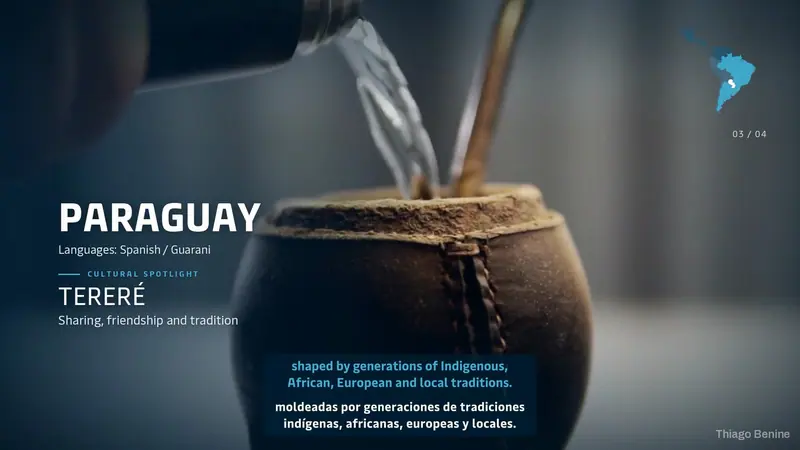 03 / 04
PARAGUAY
Languages: Spanish / Guarani
CULTURAL SPOTLIGHT
TERERÉ
Sharing, friendship and tradition
shaped by generations of Indigenous,
African, European and local traditions.
moldeadas por generaciones de tradiciones
indígenas, africanas, europeas y locales.
Thiago Benine